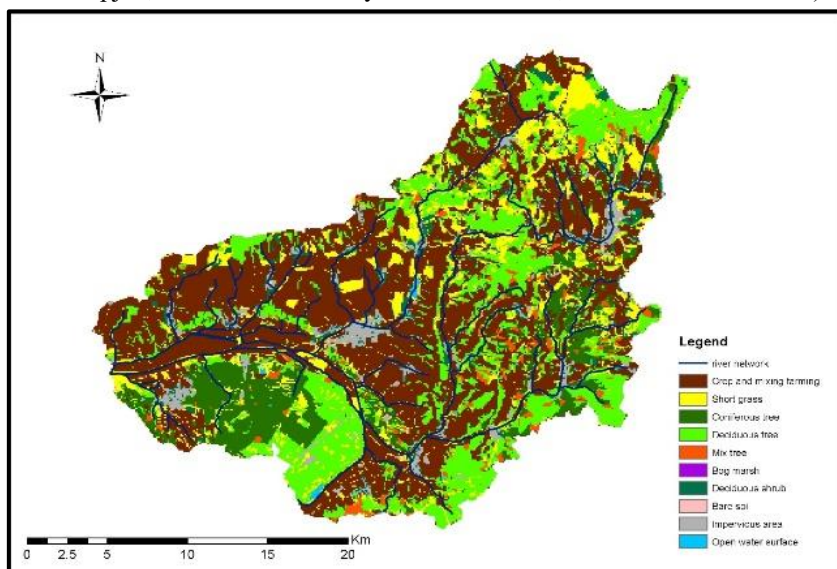 N
Legend
river network
Crop and mixing farming
Short grass
Coniferous tree
Deciduous tree
Mix tree
Bog marsh
Deciduous shrub
Bare soil
Impervious area
Open water surface
Km
0 2.5 5 10 15 20